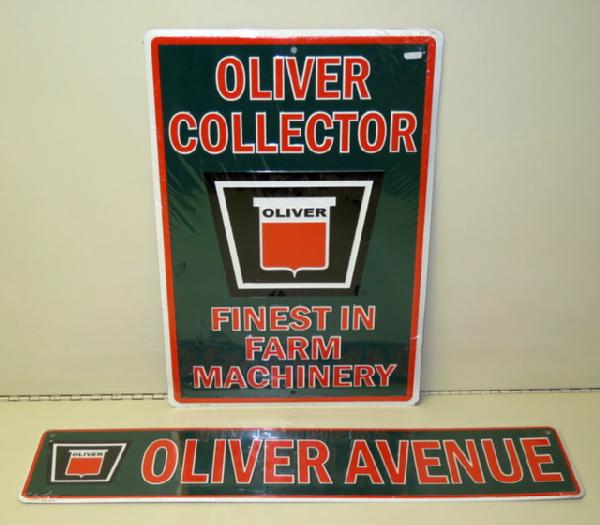 OLIVER
COLLECTOR
OLIVER
FINEST IN
FARM
MACHINERY
OLIVER
OLIVER AVENUE